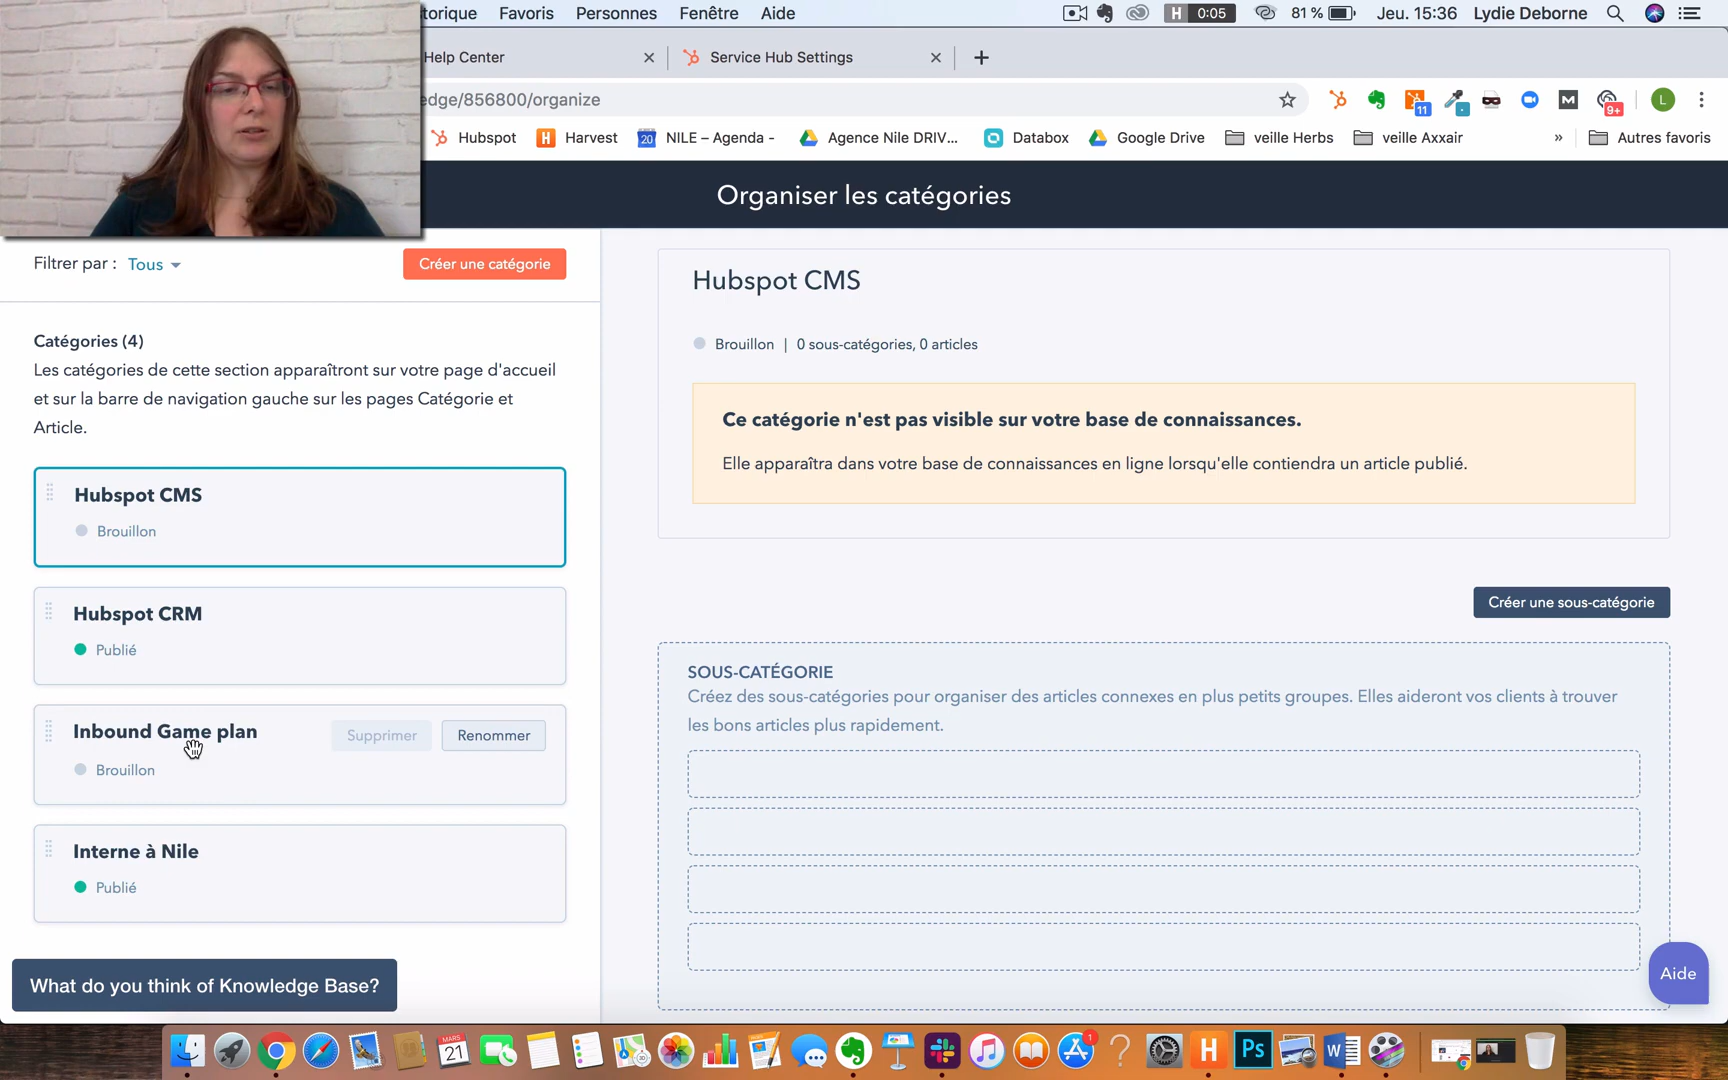 torique Favoris Personnes Fenêtre Aide
H 0:05 81 % Jeu. 15:36 Lydie Deborne
Help Center
Service Hub Settings
edge/856800/organize
11
M
9+
L
Hubspot
H Harvest
20 NILE – Agenda -
Agence Nile DRIV...
Databox
Google Drive
veille Herbs
veille Axxair
»
Autres favoris
Organiser les catégories
Filtrer par : Tous
Créer une catégorie
Catégories (4)
Les catégories de cette section apparaîtront sur votre page d'accueil
et sur la barre de navigation gauche sur les pages Catégorie et
Article.
Hubspot CMS
Brouillon
Hubspot CRM
Publié
Inbound Game plan
Supprimer
Renommer
Brouillon
Interne à Nile
Publié
What do you think of Knowledge Base?
Hubspot CMS
Brouillon | 0 sous-catégories, 0 articles
Ce catégorie n'est pas visible sur votre base de connaissances.
Elle apparaîtra dans votre base de connaissances en ligne lorsqu'elle contiendra un article publié.
Créer une sous-catégorie
SOUS-CATÉGORIE
Créez des sous-catégories pour organiser des articles connexes en plus petits groupes. Elles aideront vos clients à trouver
les bons articles plus rapidement.
Aide
MARS
21
1
?
H
Ps
W